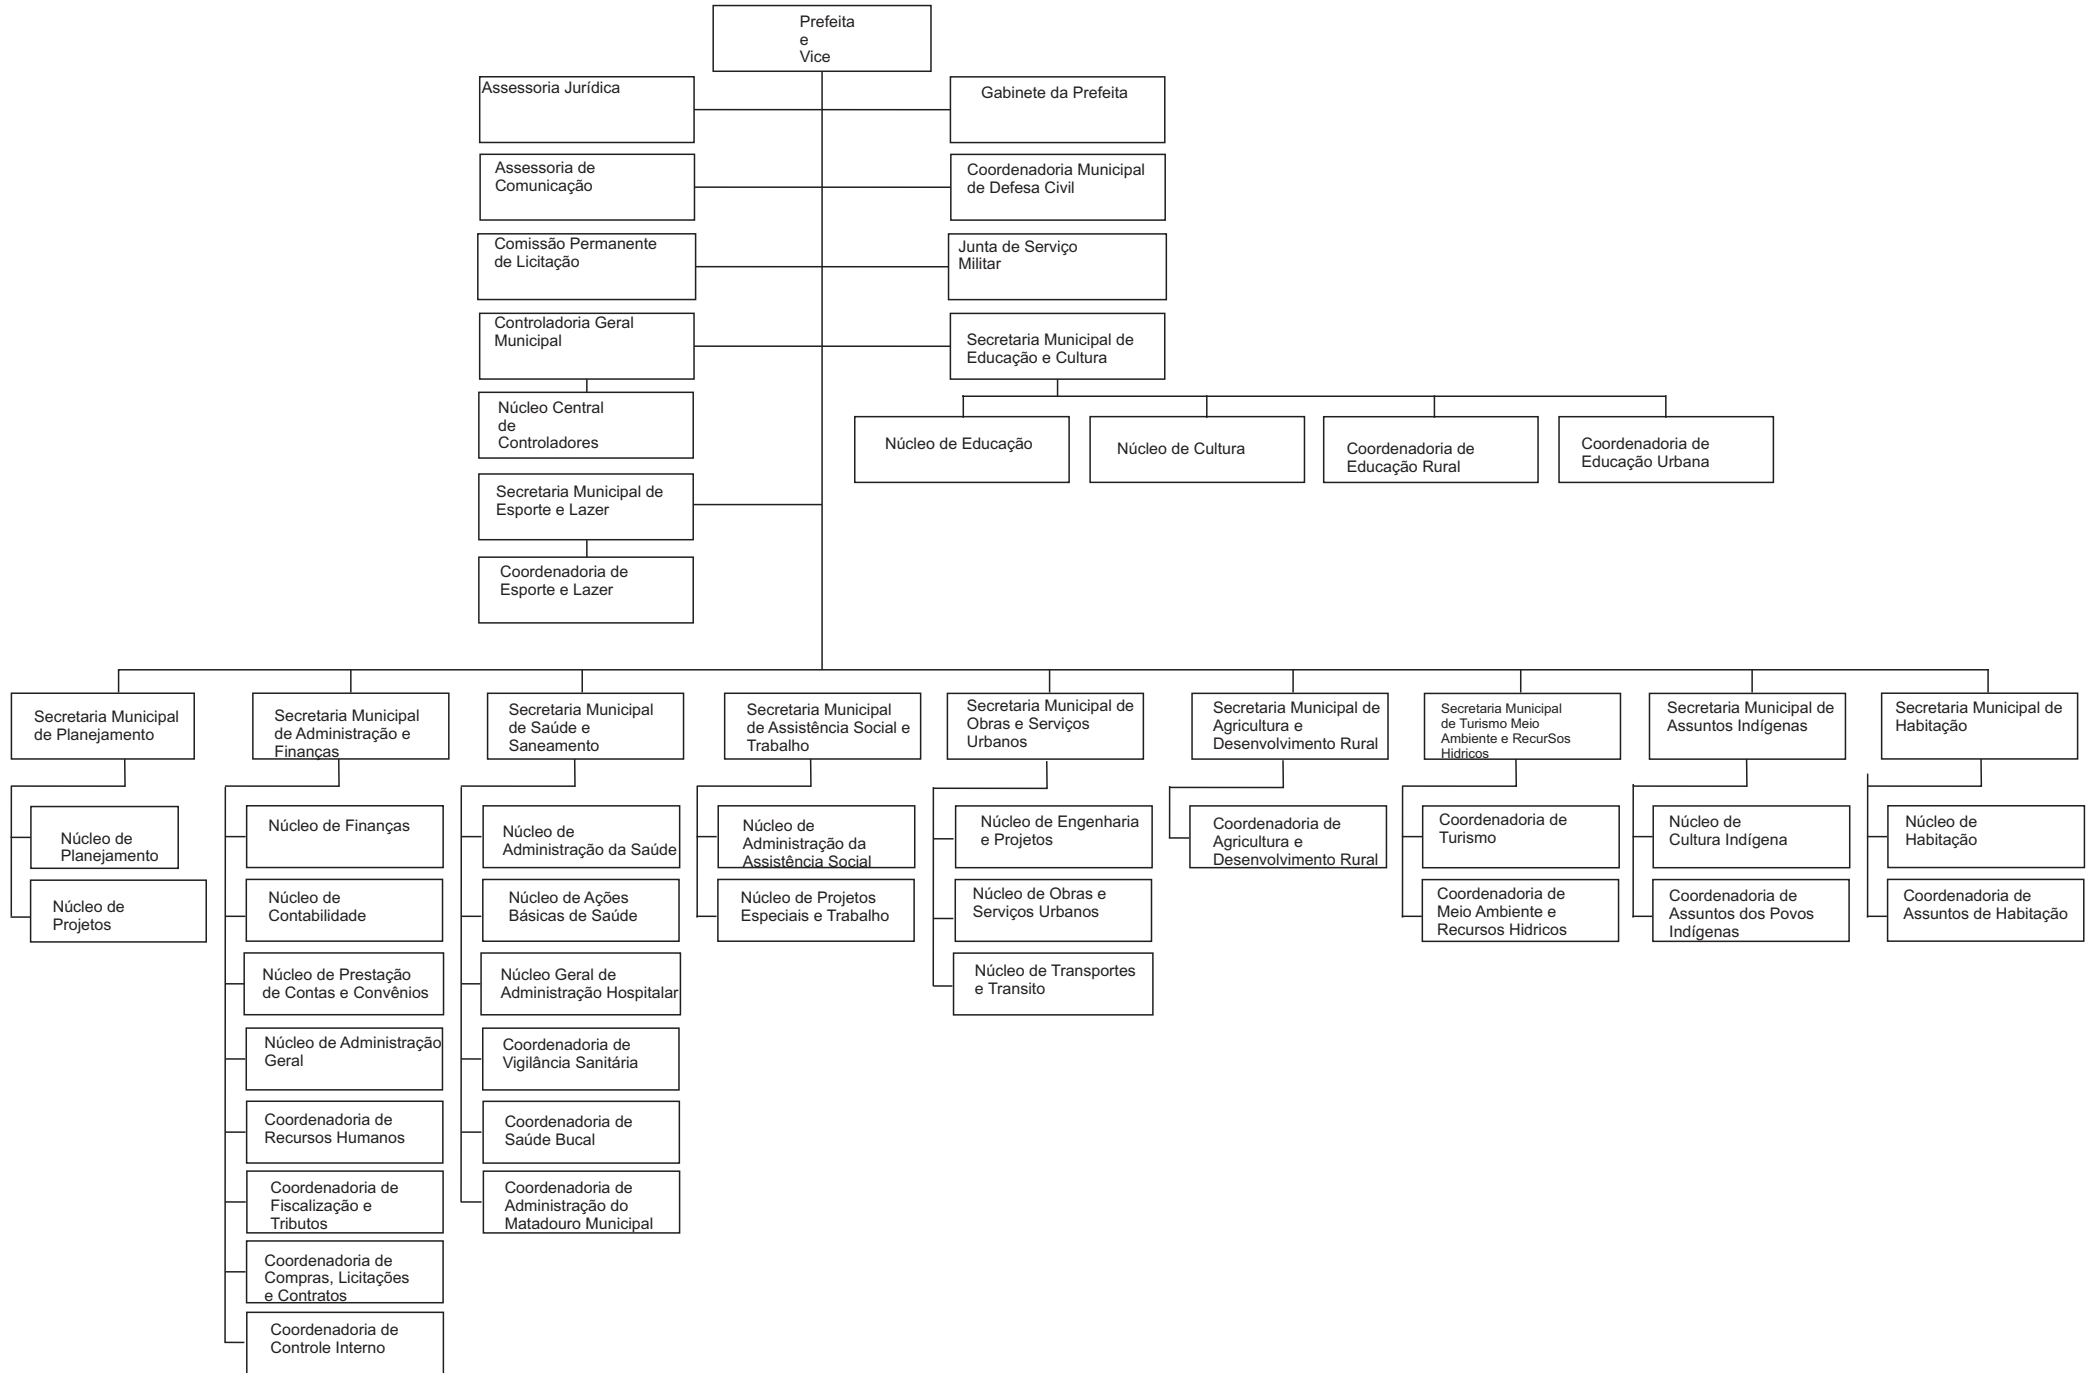 Prefeita
e
Vice
Assessoria Jurídica
Gabinete da Prefeita
Assessoria de
Comunicação
Coordenadoria Municipal
de Defesa Civil
Comissão Permanente
de Licitação
Junta de Serviço
Militar
Controladoria Geral
Municipal
Secretaria Municipal de
Educação e Cultura
Núcleo Central
de
Controladores
Núcleo de Educação
Núcleo de Cultura
Coordenadoria de
Educação Rural
Coordenadoria de
Educação Urbana
Secretaria Municipal de
Esporte e Lazer
Coordenadoria de
Esporte e Lazer
Secretaria Municipal
de Planejamento
Secretaria Municipal
de Administração e
Finanças
Secretaria Municipal
de Saúde e
Saneamento
Secretaria Municipal
de Assistência Social e
Trabalho
Secretaria Municipal de
Obras e Serviços
Urbanos
Secretaria Municipal de
Agricultura e
Desenvolvimento Rural
Secretaria Municipal
de Turismo Meio
Ambiente e RecurSos
Hidricos
Secretaria Municipal de
Assuntos Indígenas
Secretaria Municipal de
Habitação
Núcleo de
Planejamento
Núcleo de
Projetos
Núcleo de Finanças
Núcleo de
Contabilidade
Núcleo de Prestação
de Contas e Convênios
Núcleo de Administração
Geral
Coordenadoria de
Recursos Humanos
Coordenadoria de
Fiscalização e
Tributos
Coordenadoria de
Compras, Licitações
e Contratos
Coordenadoria de
Controle Interno
Núcleo de
Administração da Saúde
Núcleo de Ações
Básicas de Saúde
Núcleo Geral de
Administração Hospitalar
Coordenadoria de
Vigilância Sanitária
Coordenadoria de
Saúde Bucal
Coordenadoria de
Administração do
Matadouro Municipal
Núcleo de
Administração da
Assistência Social
Núcleo de Projetos
Especiais e Trabalho
Núcleo de Engenharia
e Projetos
Núcleo de Obras e
Serviços Urbanos
Núcleo de Transportes
e Transito
Coordenadoria de
Agricultura e
Desenvolvimento Rural
Coordenadoria de
Turismo
Coordenadoria de
Meio Ambiente e
Recursos Hidricos
Núcleo de
Cultura Indígena
Coordenadoria de
Assuntos dos Povos
Indígenas
Núcleo de
Habitação
Coordenadoria de
Assuntos de Habitação